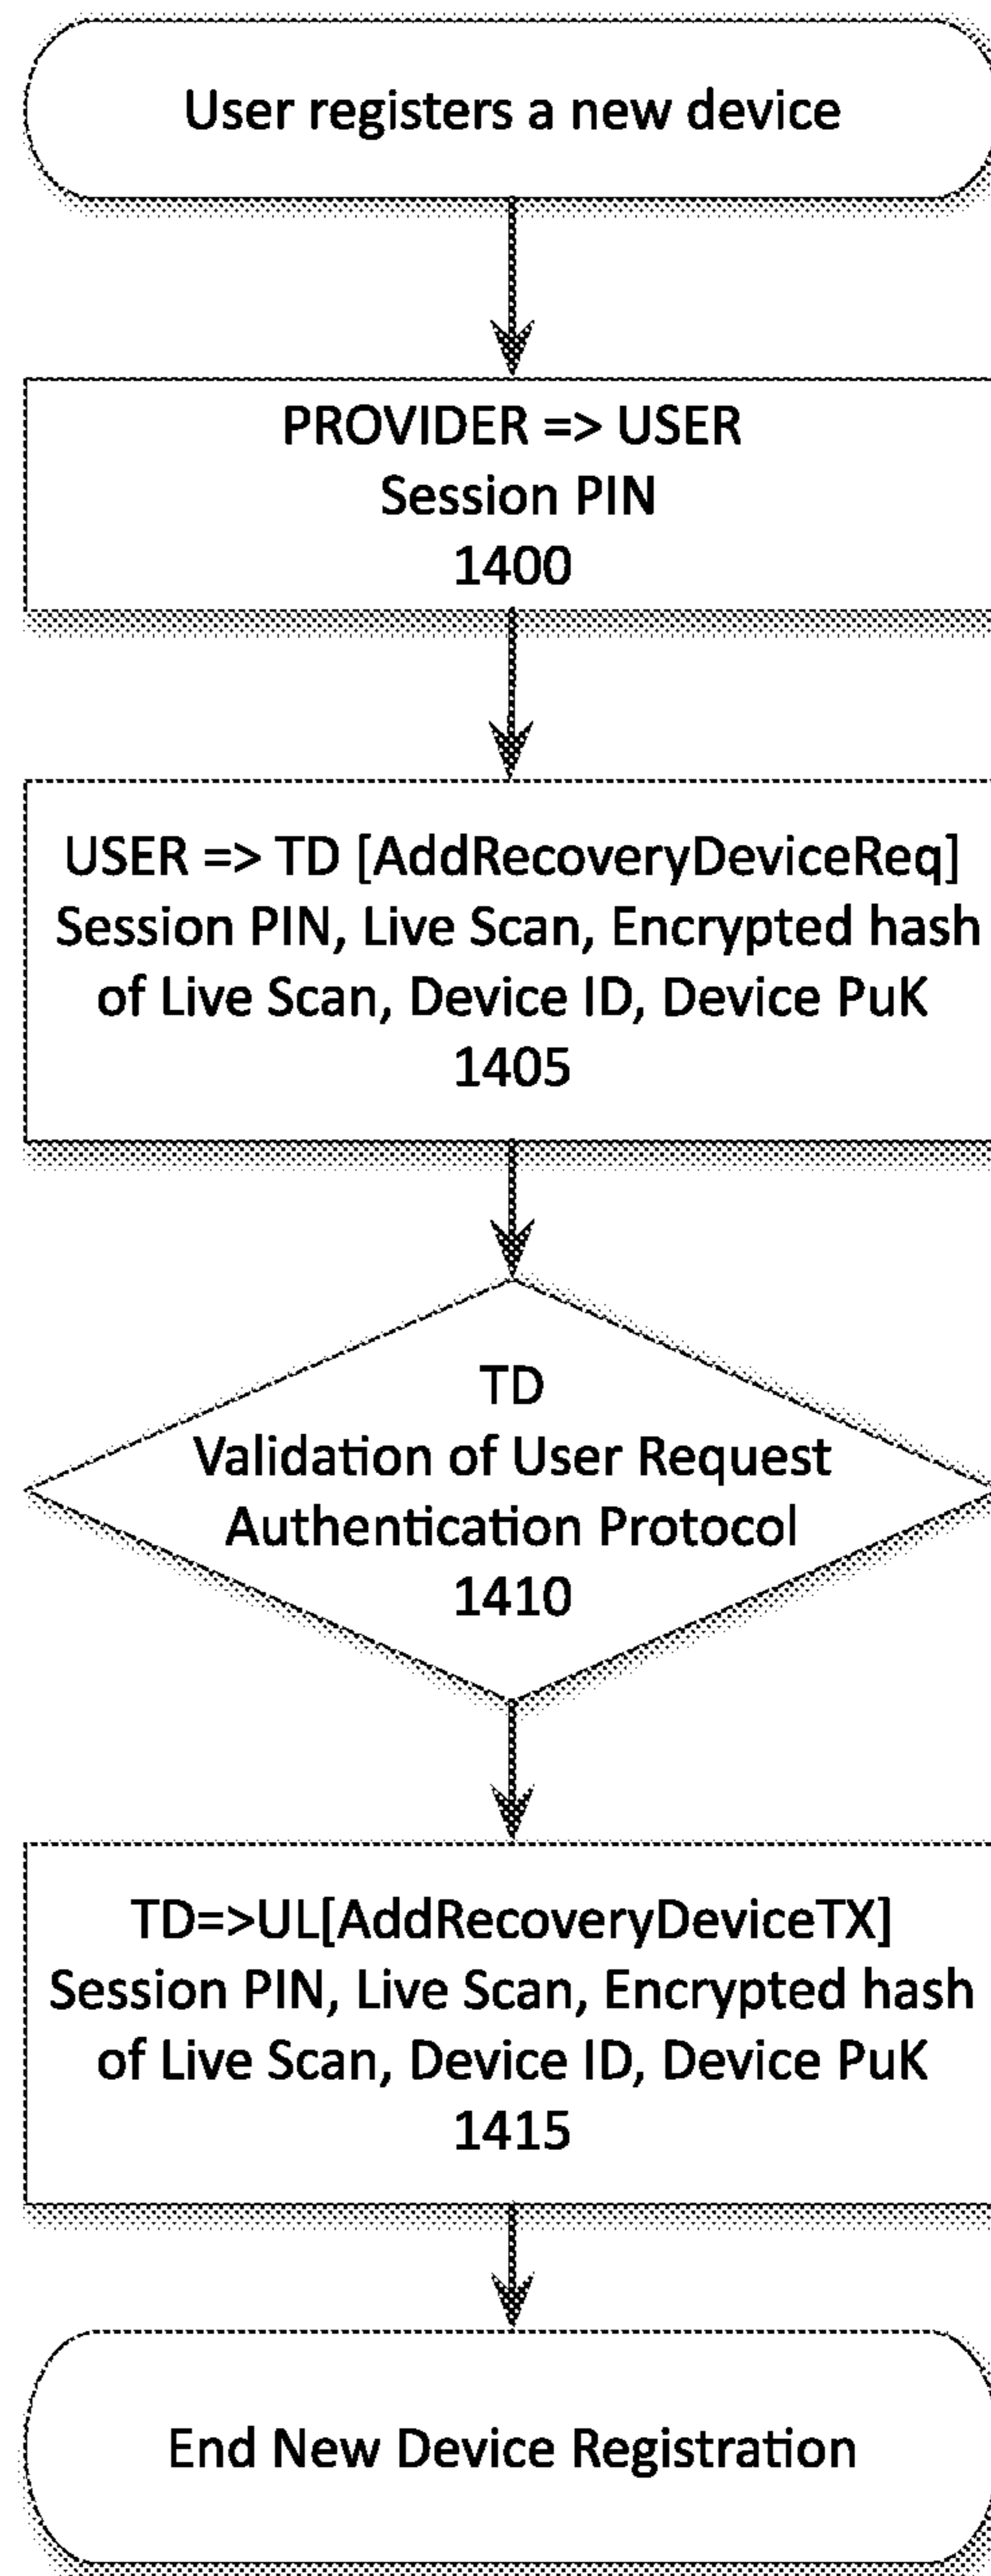 User registers a new device
PROVIDER => USER
Session PIN
1400
USER => TD [AddRecoveryDeviceReq]
Session PIN, Live Scan, Encrypted hash
of Live Scan, Device ID, Device PuK
1405
TD
Validation of User Request
Authentication Protocol
1410
TD=>UL[AddRecoveryDeviceTX]
Session PIN, Live Scan, Encrypted hash
of Live Scan, Device ID, Device PuK
1415
End New Device Registration